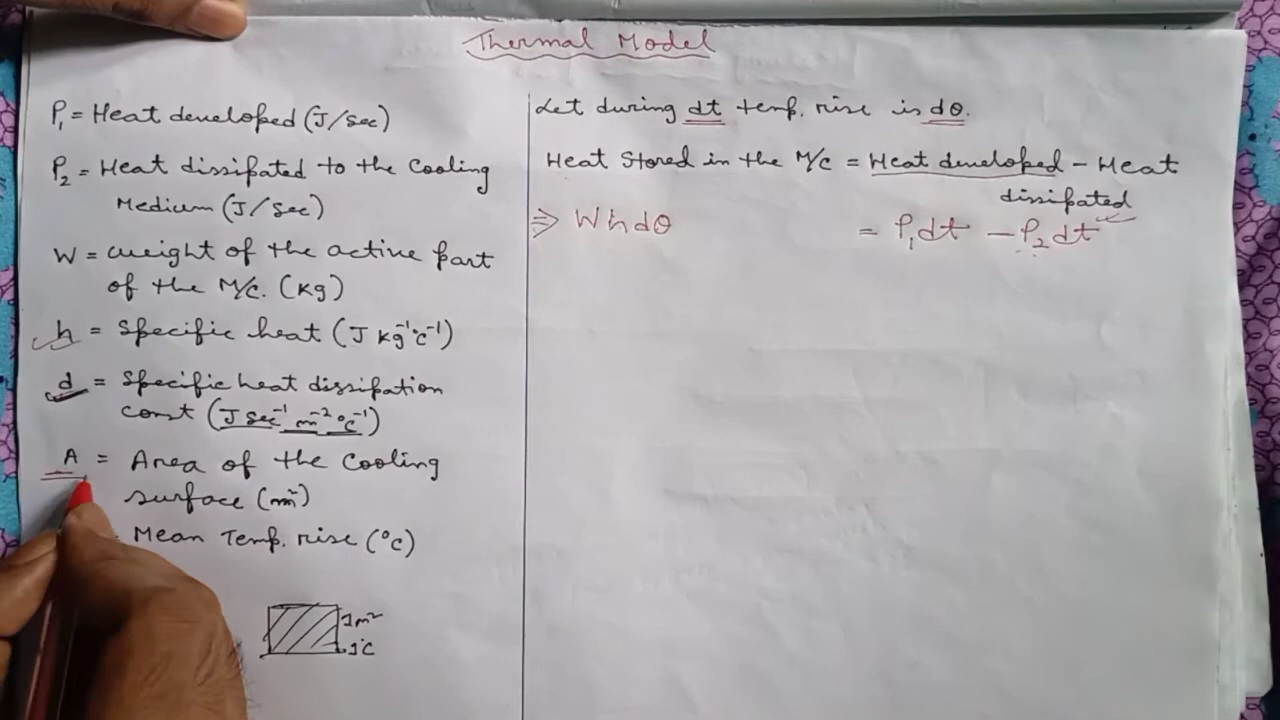 Thermal Model
P₁ = Heat developed (J/sec)
P₂ = Heat dissipated to the cooling
Medium (J/sec)
W = weight of the active part
of the M/C. (Kg)
h = Specific heat (J Kg⁻¹ °C⁻¹)
d = Specific heat dissipation
const (J sec⁻¹ m⁻² °C⁻¹)
A = Area of the cooling
surface (m²)
Mean Temp. rise (°C)
1m²
1°C
Let during dt temp. rise is dθ.
Heat Stored in the M/C = Heat developed - Heat
dissipated
⇒ W h dθ = P₁dt - P₂dt